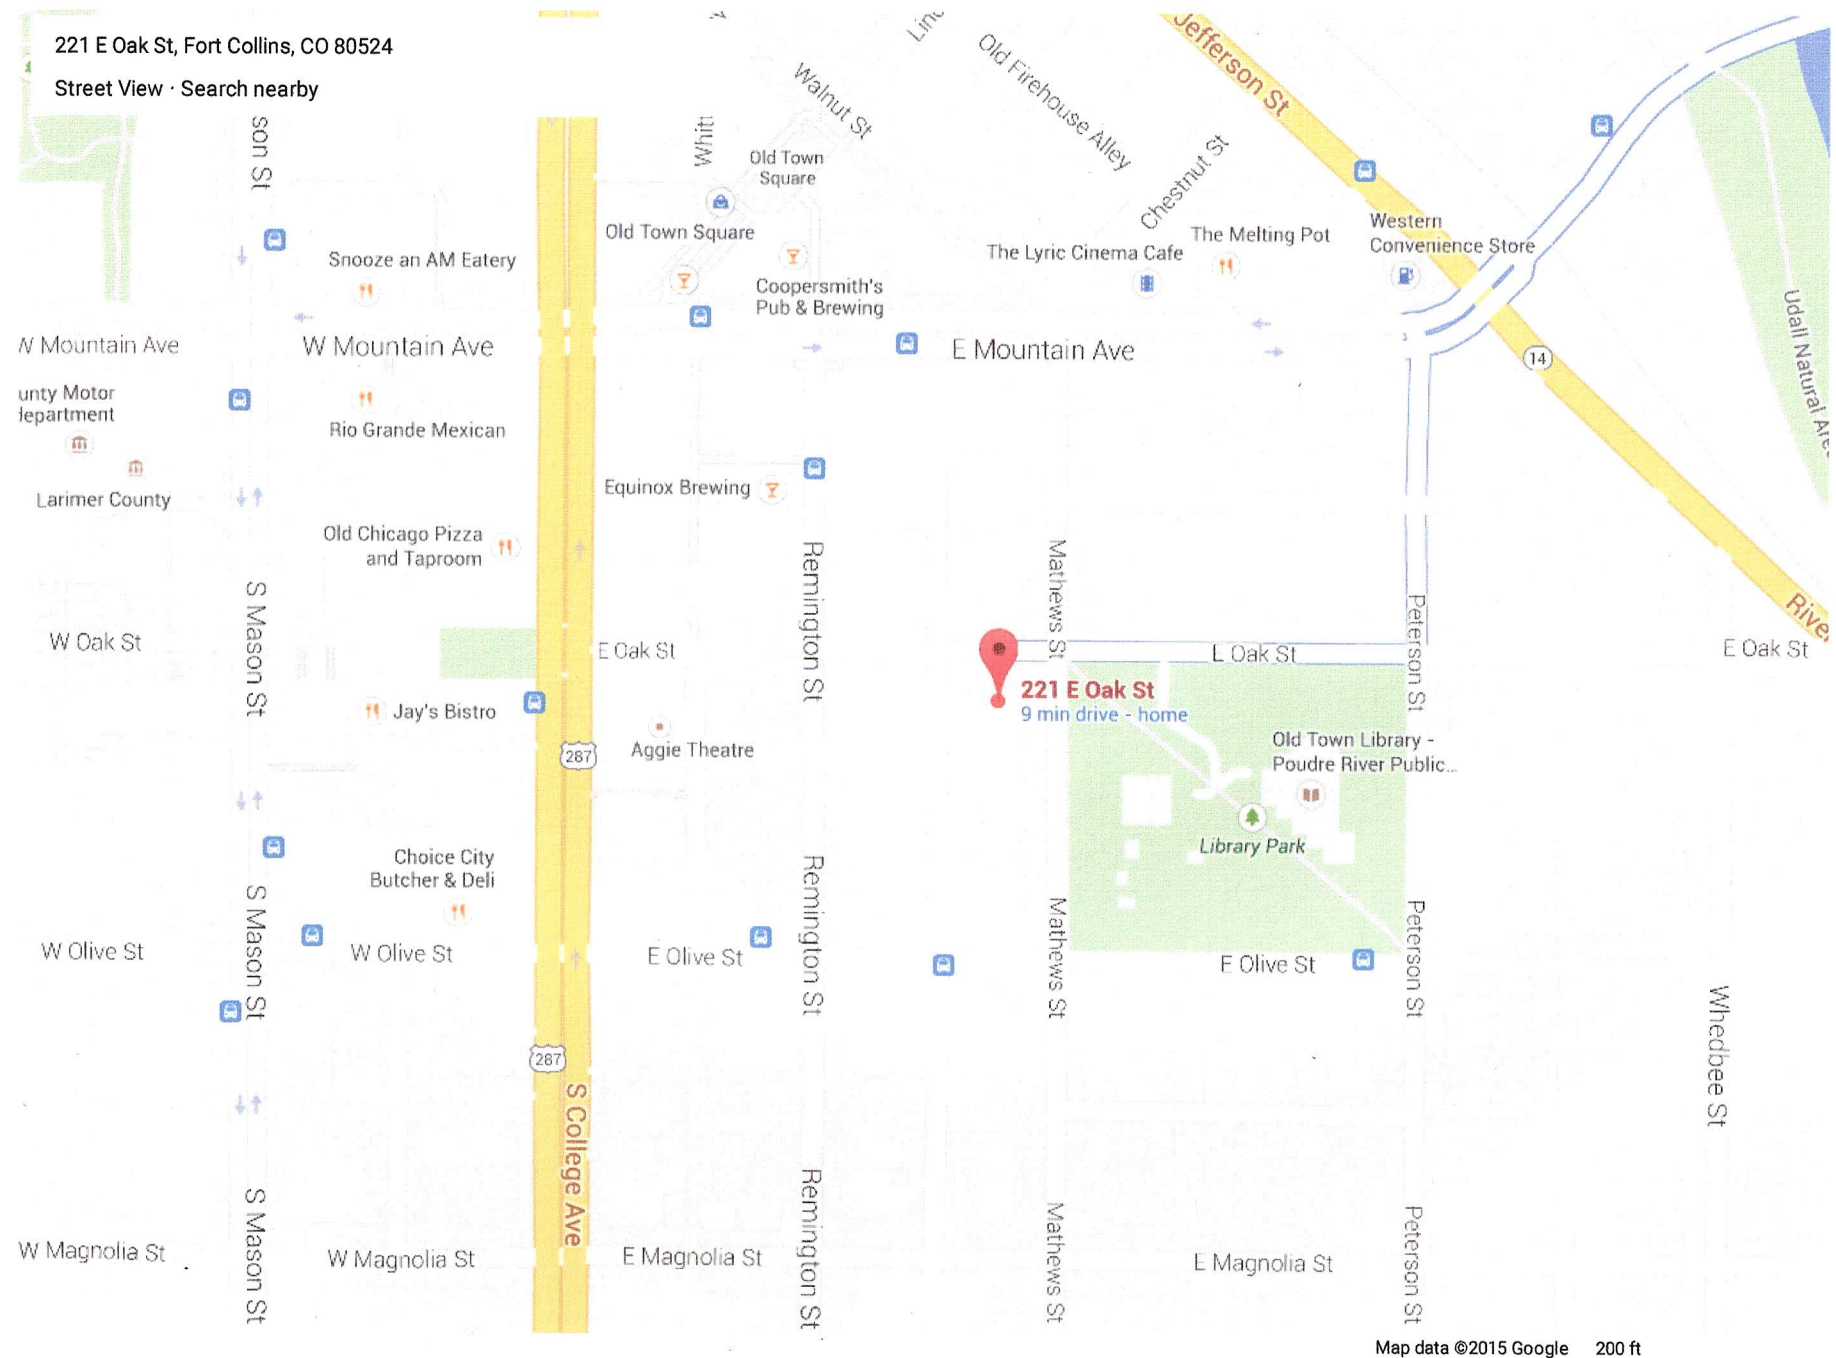 221 E Oak St, Fort Collins, CO 80524
Street View · Search nearby
son St
Whiti
Walnut St
Old Firehouse Alley
Jefferson St
Chestnut St
Old Town
Square
Old Town Square
Coopersmith's
Pub & Brewing
The Lyric Cinema Cafe
The Melting Pot
Western
Convenience Store
Snooze an AM Eatery
W Mountain Ave
W Mountain Ave
E Mountain Ave
14
Udall Natural Are
unty Motor
epartment
Larimer County
Rio Grande Mexican
Old Chicago Pizza
and Taproom
Equinox Brewing
Remington St
Mathews St
Peterson St
River
S Mason St
W Oak St
E Oak St
E Oak St
E Oak St
221 E Oak St
9 min drive - home
Jay's Bistro
287
Aggie Theatre
Old Town Library -
Poudre River Public...
Library Park
Choice City
Butcher & Deli
S Mason St
Remington St
Mathews St
Peterson St
W Olive St
W Olive St
E Olive St
E Olive St
Whedbee St
287
S College Ave
S Mason St
Remington St
Mathews St
Peterson St
W Magnolia St
W Magnolia St
E Magnolia St
E Magnolia St
Map data ©2015 Google 200 ft